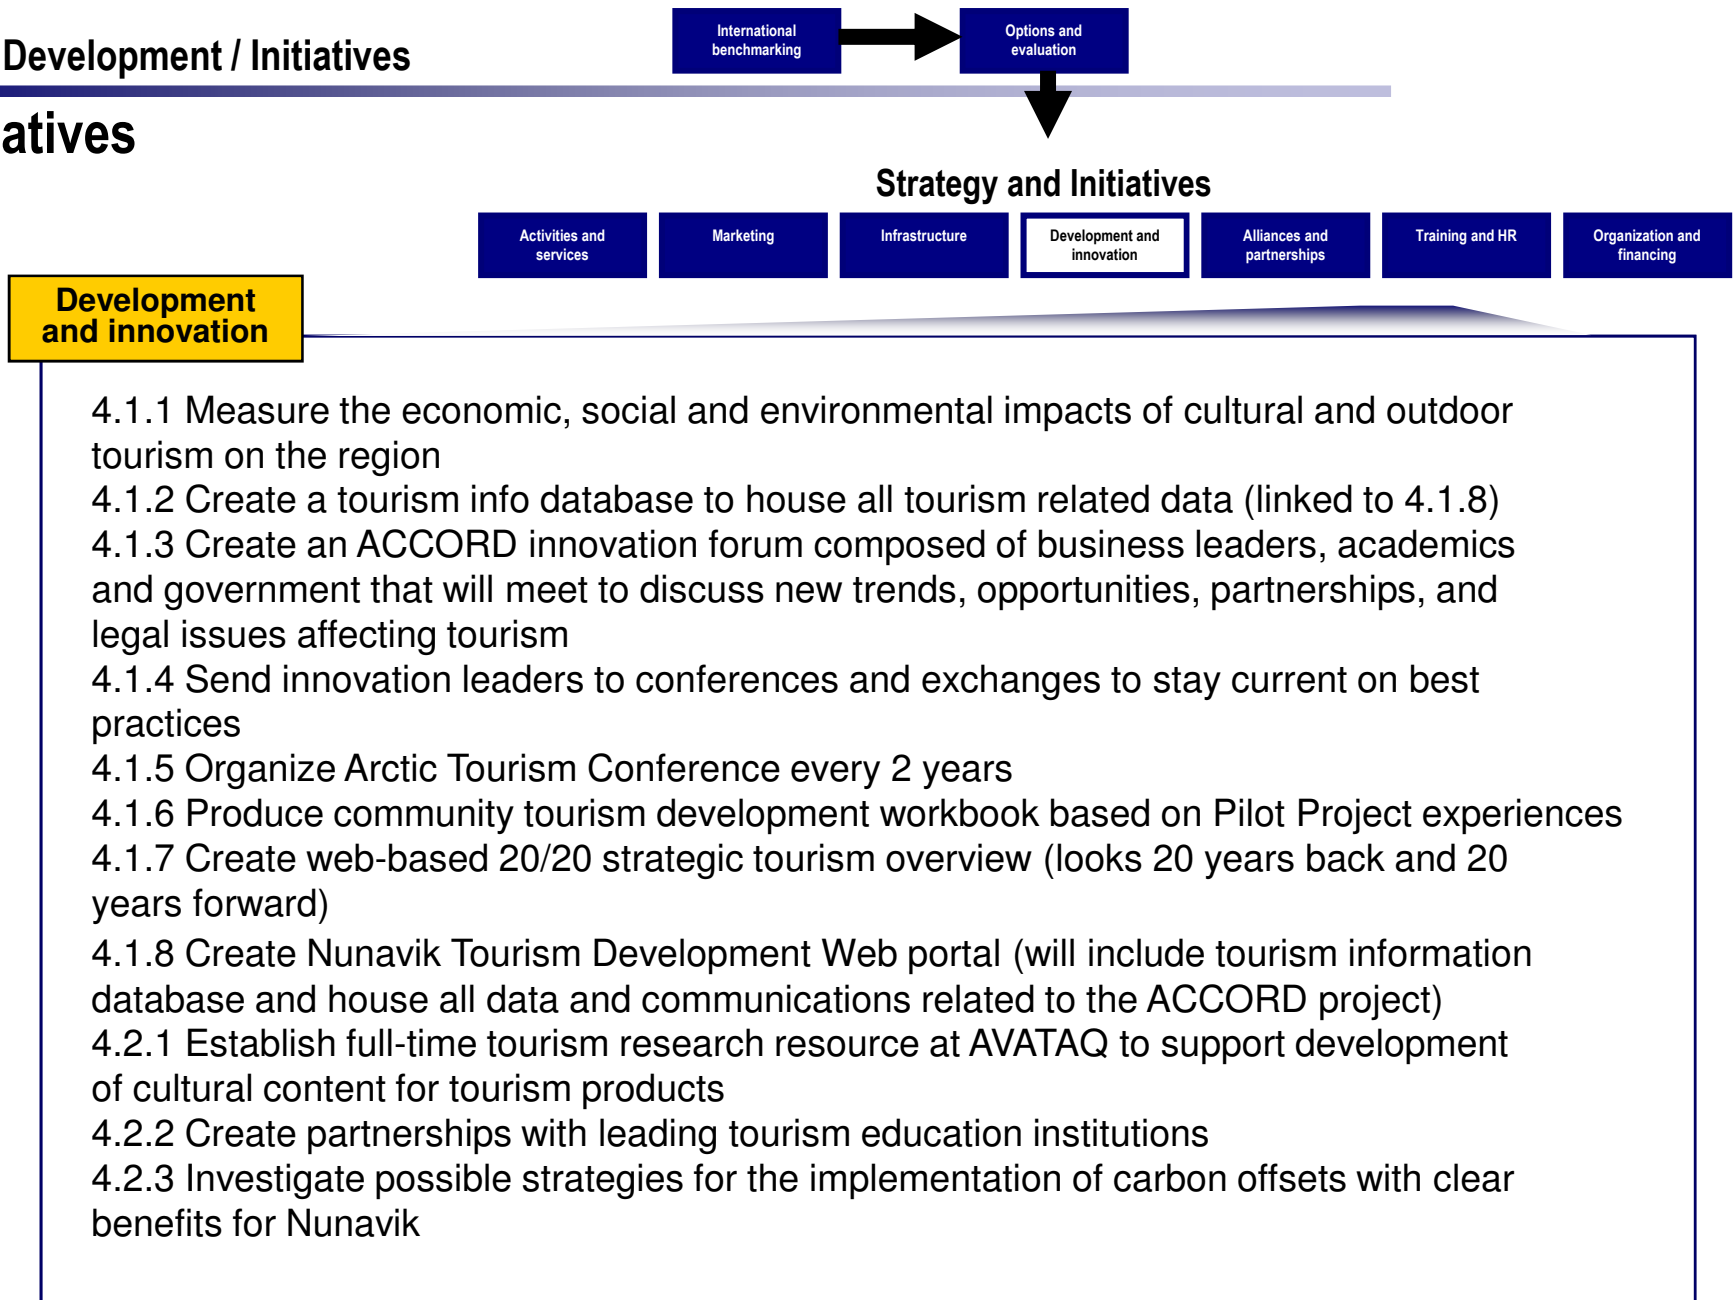 International
benchmarking
Options and
evaluation
Development / Initiatives
atives
Strategy and Initiatives
Activities and
services
Marketing
Infrastructure
Development and
innovation
Alliances and
partnerships
Training and HR
Organization and
financing
Development
and innovation
4.1.1 Measure the economic, social and environmental impacts of cultural and outdoor
tourism on the region
4.1.2 Create a tourism info database to house all tourism related data (linked to 4.1.8)
4.1.3 Create an ACCORD innovation forum composed of business leaders, academics
and government that will meet to discuss new trends, opportunities, partnerships, and
legal issues affecting tourism
4.1.4 Send innovation leaders to conferences and exchanges to stay current on best
practices
4.1.5 Organize Arctic Tourism Conference every 2 years
4.1.6 Produce community tourism development workbook based on Pilot Project experiences
4.1.7 Create web-based 20/20 strategic tourism overview (looks 20 years back and 20
years forward)
4.1.8 Create Nunavik Tourism Development Web portal (will include tourism information
database and house all data and communications related to the ACCORD project)
4.2.1 Establish full-time tourism research resource at AVATAQ to support development
of cultural content for tourism products
4.2.2 Create partnerships with leading tourism education institutions
4.2.3 Investigate possible strategies for the implementation of carbon offsets with clear
benefits for Nunavik